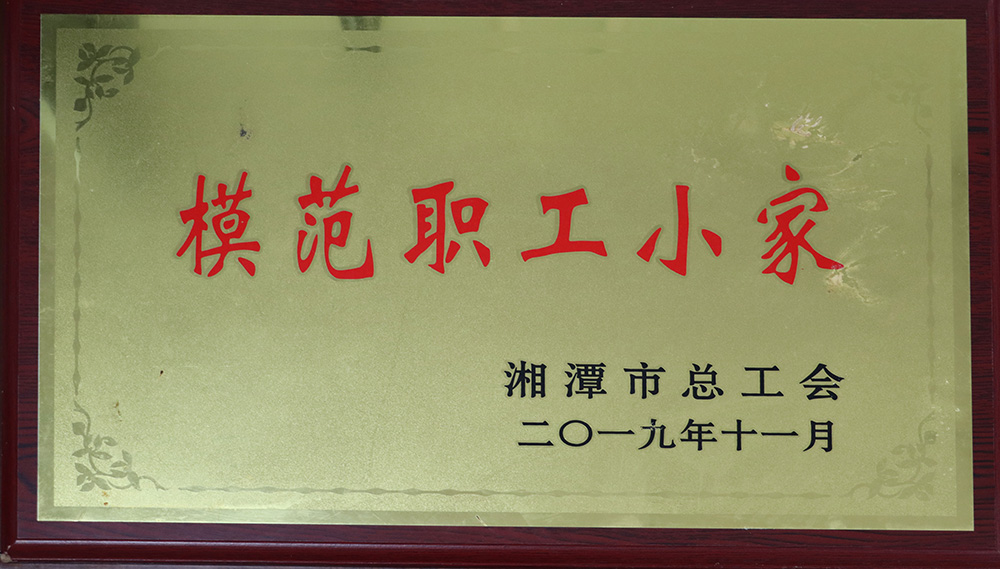 模范职工小家
湘潭市总工会
二〇一九年十一月